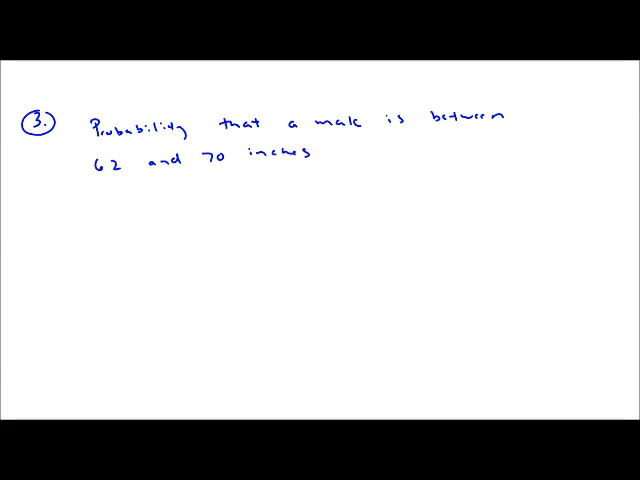 3. Probability that a male is between
62 and 70 inches